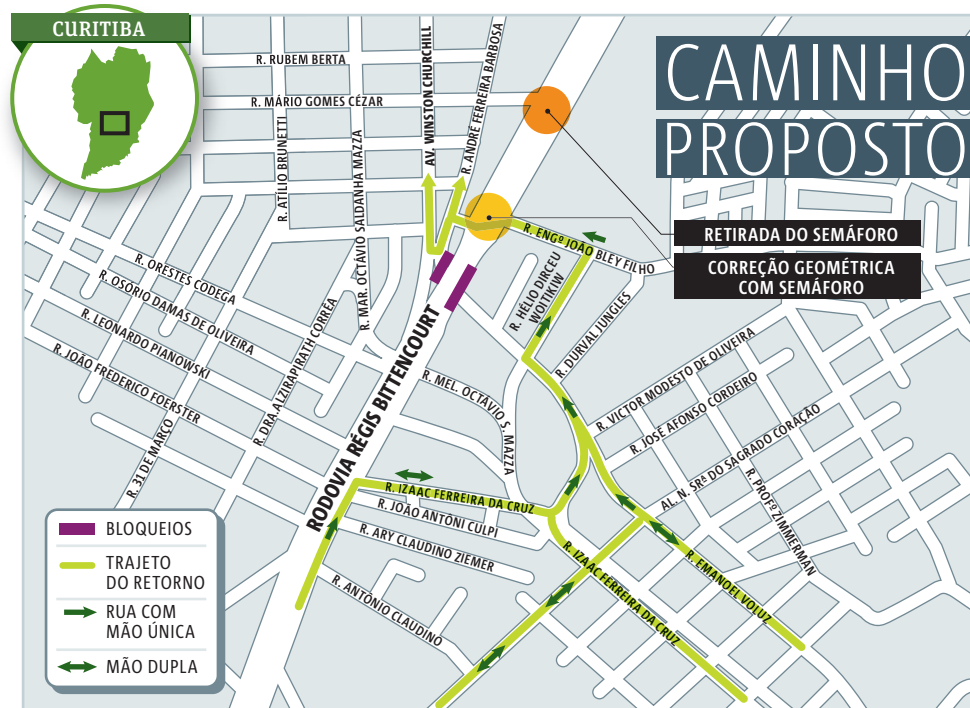 CURITIBA
CAMINHO
PROPOSTO
RETIRADA DO SEMÁFORO
CORREÇÃO GEOMÉTRICA
COM SEMÁFORO
R. RUBEM BERTA
R. MÁRIO GOMES CÉZAR
R. ATÍLIO BRUNETTI
R. MAR. OCTÁVIO SALDANHA MAZZA
AV. WINSTON CHURCHILL
R. ANDRÉ FERREIRA BARBOSA
R. ENGº JOÃO BLEY FILHO
R. HÉLIO DIRCEU
WOTIKIW
R. DURVAL JUNGLES
R. ORESTES CODEGA
R. OSÓRIO DAMAS DE OLIVEIRA
R. LEONARDO PIANOWSKI
R. JOÃO FREDERICO FOERSTER
R. 31 DE MARÇO
R. DRA. ALZIRAPIRATH CORRÊA
RODOVIA RÉGIS BITTENCOURT
R. MEL. OCTÁVIO S. MAZZA
R. VICTOR MODESTO DE OLIVEIRA
R. JOSÉ AFONSO CORDEIRO
AL. N. SRª DO SAGRADO CORAÇÃO
R. PROFº ZIMMERMAN
R. IZAAC FERREIRA DA CRUZ
R. JOÃO ANTÔNI CULPI
R. ARY CLAUDINO ZIEMER
R. ANTÔNIO CLAUDINO
R. IZAAC FERREIRA DA CRUZ
R. EMANOEL VOLUZ
BLOQUEIOS
TRAJETO
DO RETORNO
RUA COM
MÃO ÚNICA
MÃO DUPLA